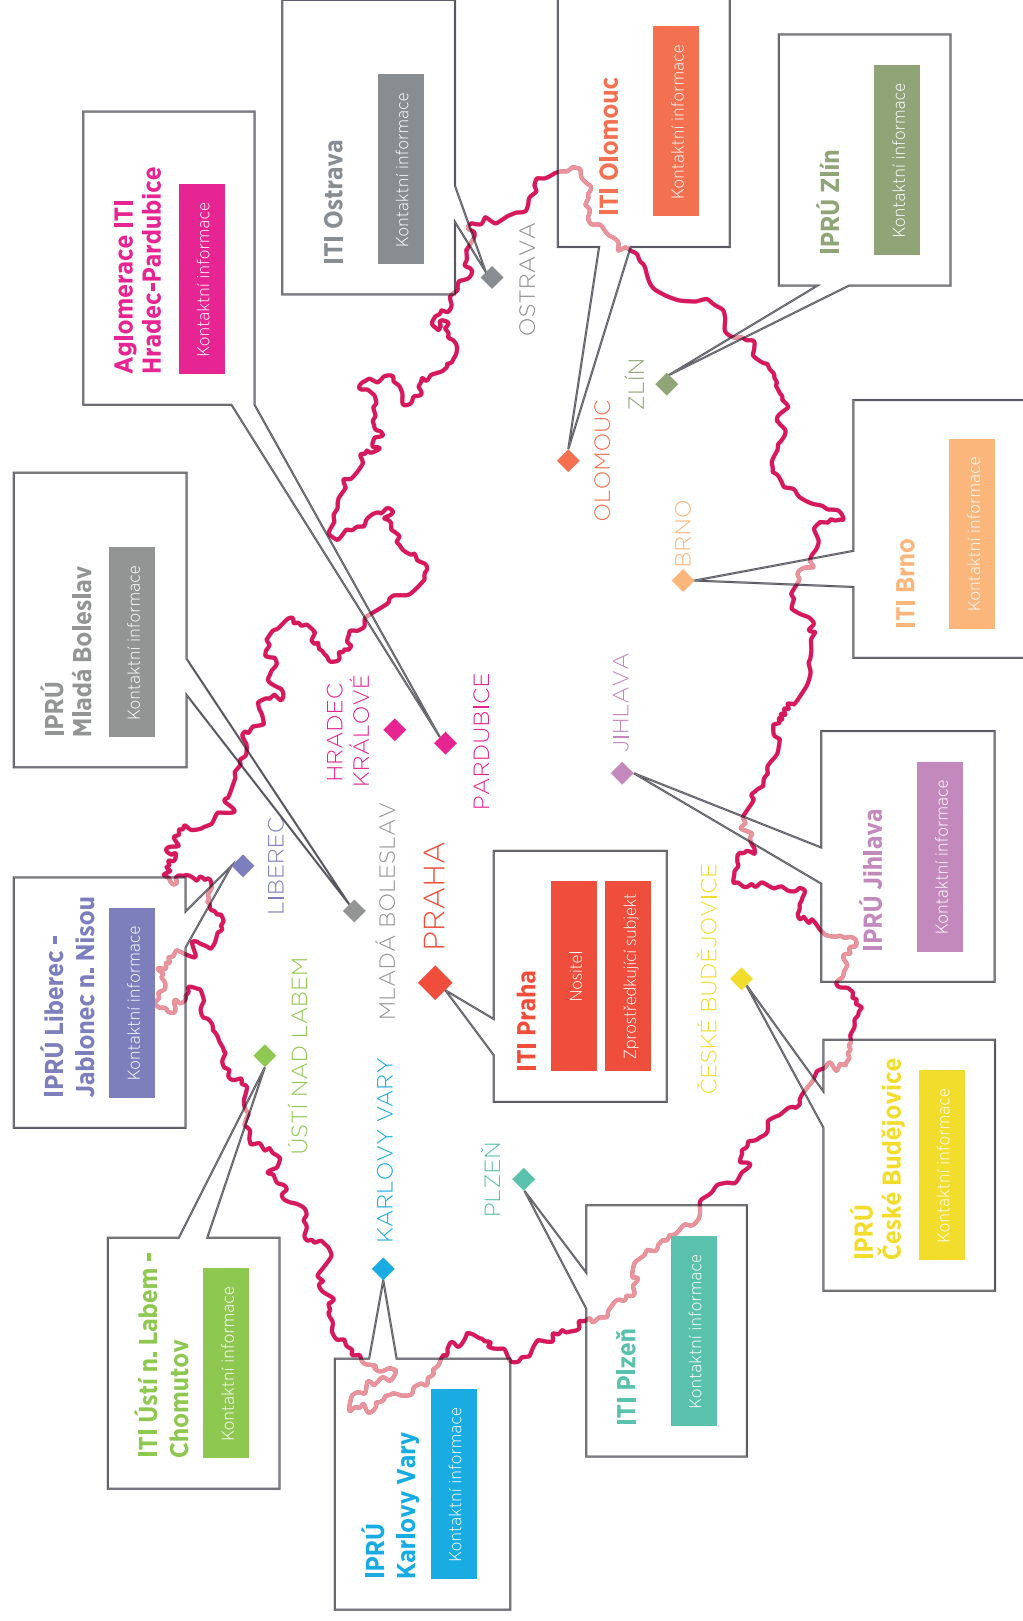 IPRÚ
Mladá Boleslav
Kontaktní informace
Aglomerace ITI
Hradec-Pardubice
Kontaktní informace
ITI Ostrava
Kontaktní informace
ITI Olomouc
Kontaktní informace
IPRÚ Zlín
Kontaktní informace
ITI Brno
Kontaktní informace
IPRÚ Jihlava
Kontaktní informace
IPRÚ
České Budějovice
Kontaktní informace
ITI Plzeň
Kontaktní informace
IPRÚ
Karlovy Vary
Kontaktní informace
ITI Ústí n. Labem -
Chomutov
Kontaktní informace
IPRÚ Liberec -
Jablonec n. Nisou
Kontaktní informace
ITI Praha
Nositel
Zprostředkující subjekt
LIBEREC
ÚSTÍ NAD LABEM
MLADÁ BOLESLAV
KARLOVY VARY
PRAHA
HRADEC
KRÁLOVÉ
PARDUBICE
PLZEŇ
OSTRAVA
OLOMOUC
ZLÍN
BRNO
JIHLAVA
ČESKÉ BUDĚJOVICE